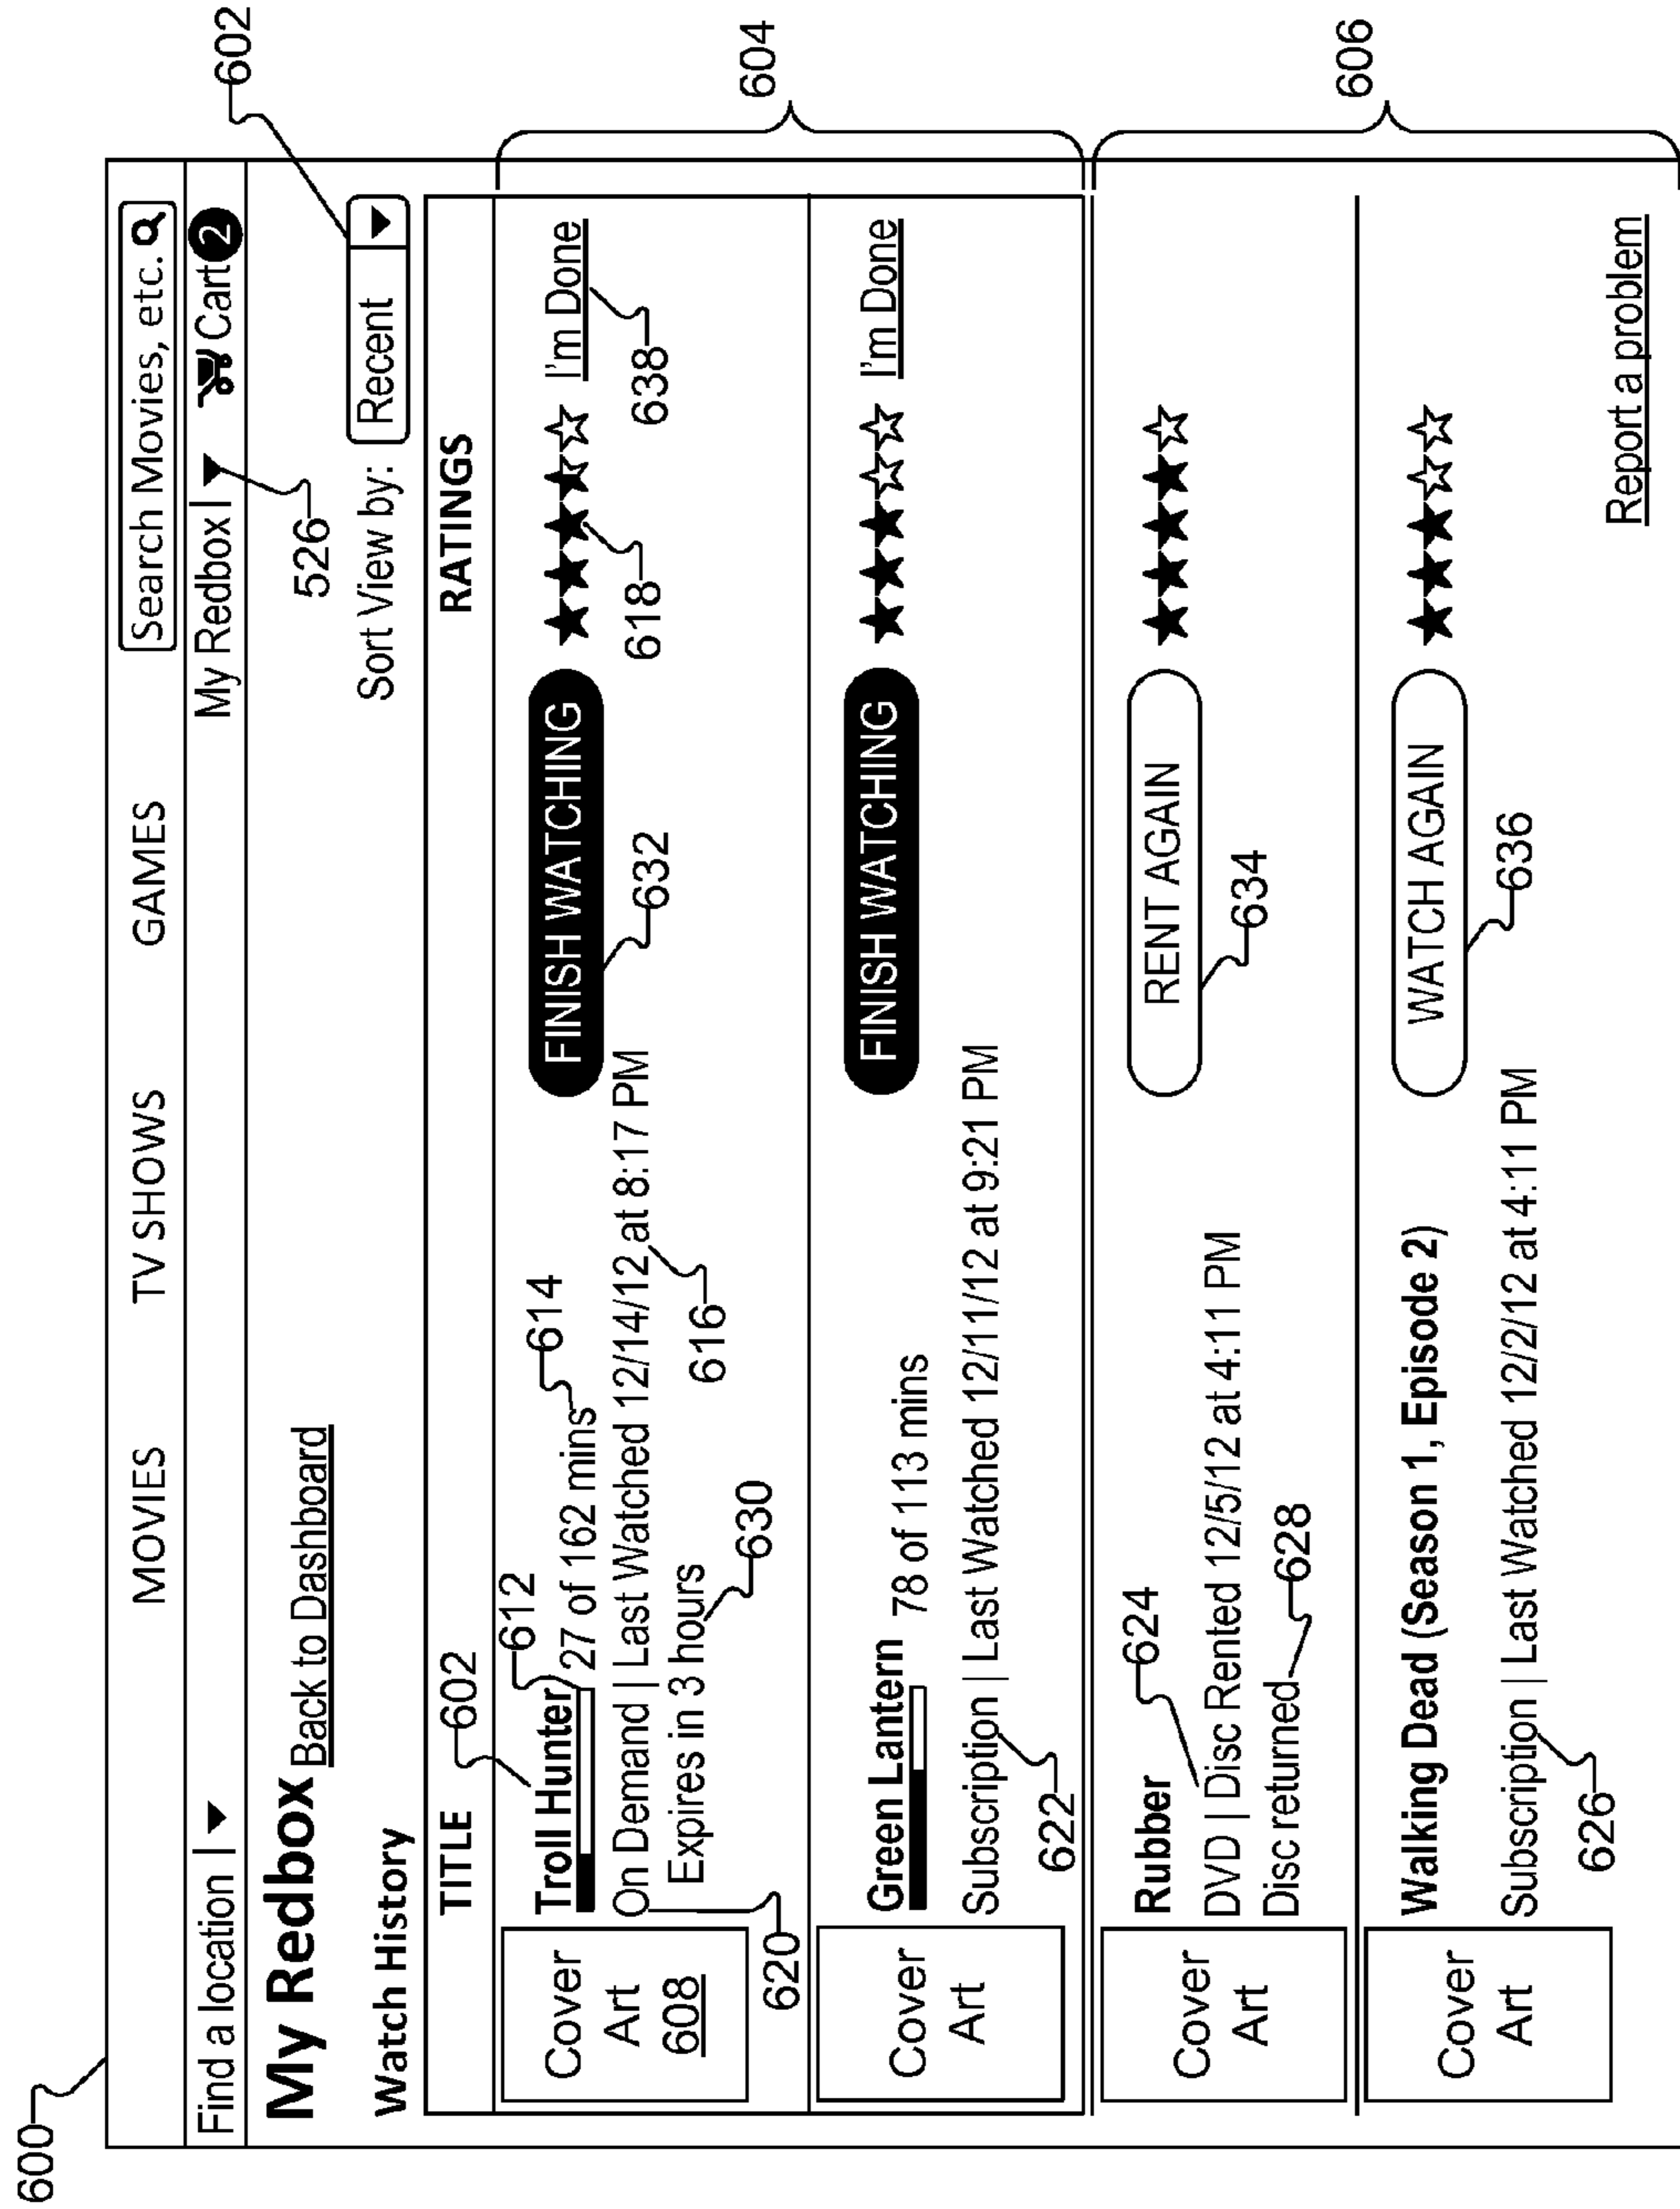 600
MOVIES TV SHOWS GAMES Search Movies, etc.
Find a location | My Redbox | Cart 2
602
My Redbox Back to Dashboard
526
Watch History Sort View by: Recent
TITLE RATINGS
602
612
614
Cover Art 608
Troll Hunter 27 of 162 mins FINISH WATCHING I'm Done
On Demand | Last Watched 12/14/12 at 8:17 PM
Expires in 3 hours
620
630
616
632
618
638
604
Cover Art
Green Lantern 78 of 113 mins FINISH WATCHING I'm Done
Subscription | Last Watched 12/11/12 at 9:21 PM
622
624
Cover Art
Rubber RENT AGAIN
DVD | Disc Rented 12/5/12 at 4:11 PM
Disc returned
628
634
606
Cover Art
Walking Dead (Season 1, Episode 2) WATCH AGAIN
Subscription | Last Watched 12/2/12 at 4:11 PM
626
636
Report a problem